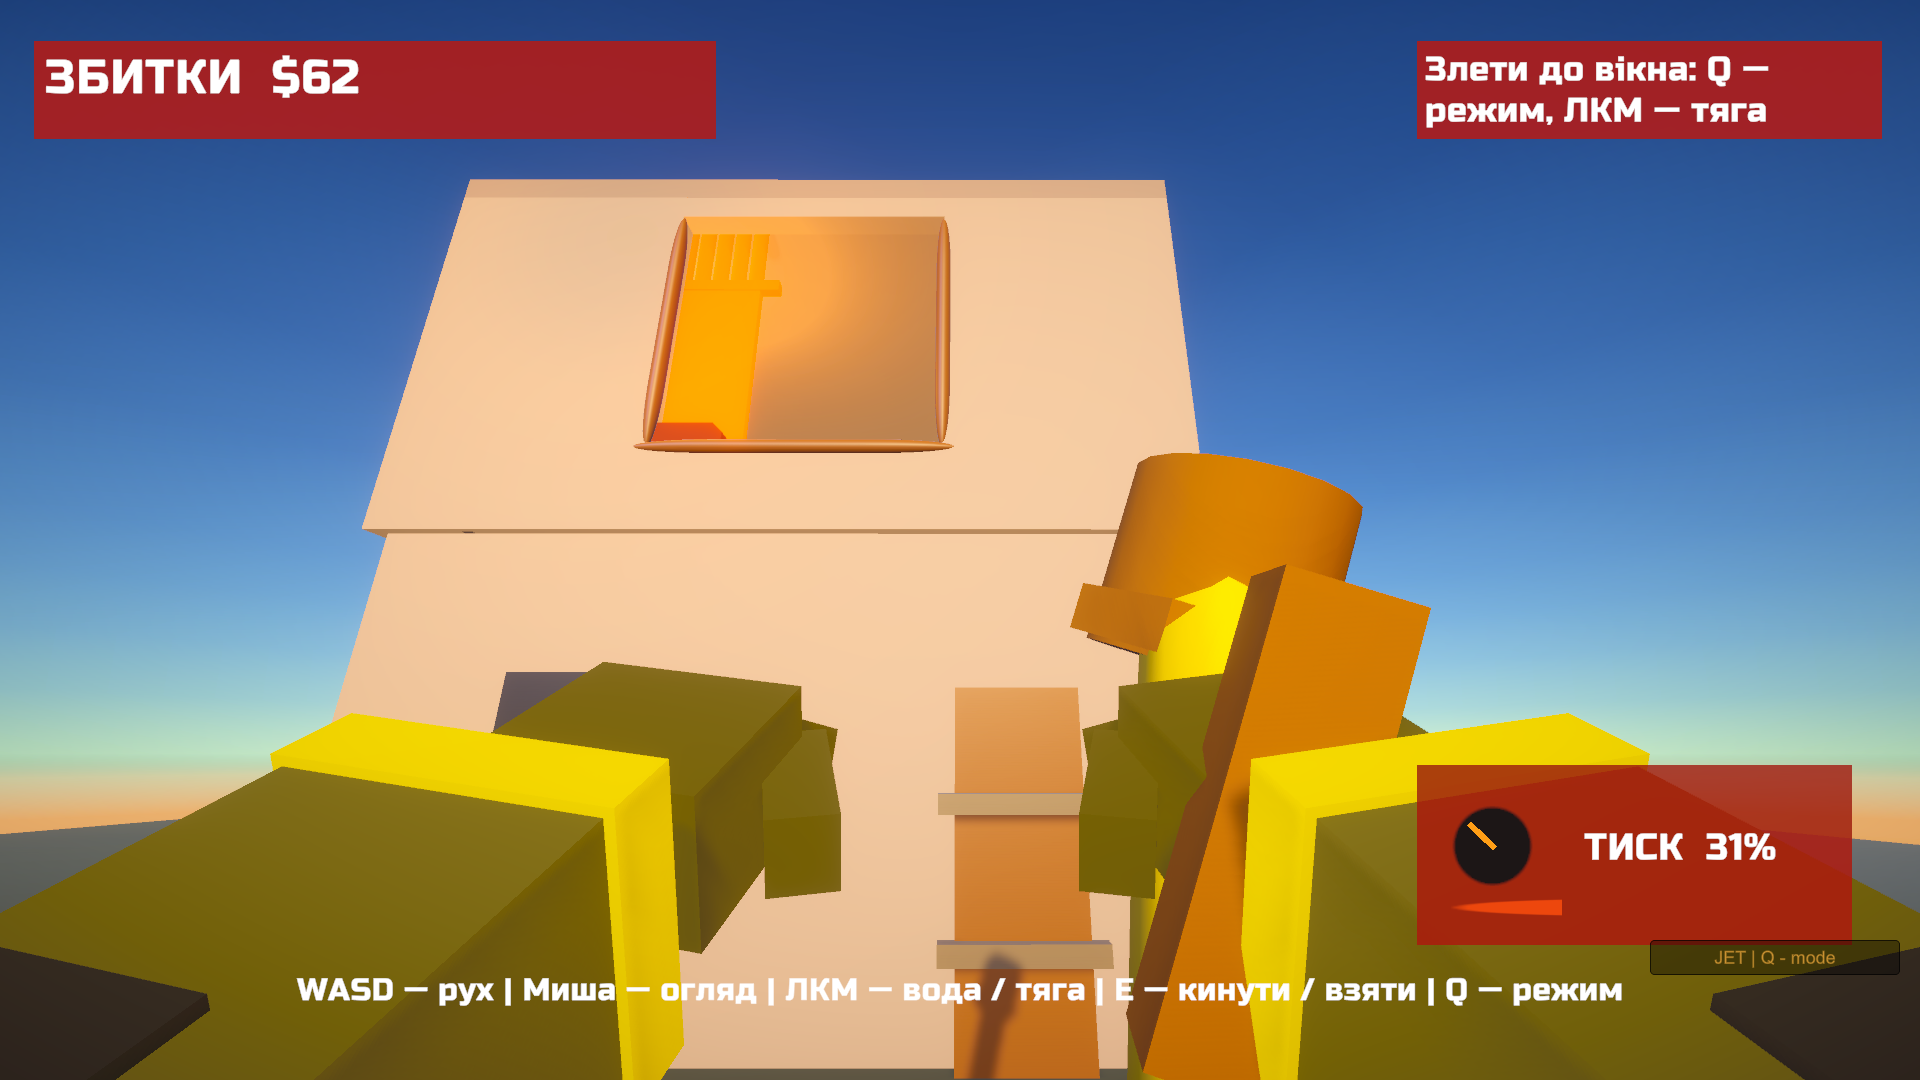 ЗБИТКИ $62
Злети до вікна: Q —
режим, ЛКМ — тяга
ТИСК 31%
JET | Q - mode
WASD — рух | Миша — огляд | ЛКМ — вода / тяга | E — кинути / взяти | Q — режим